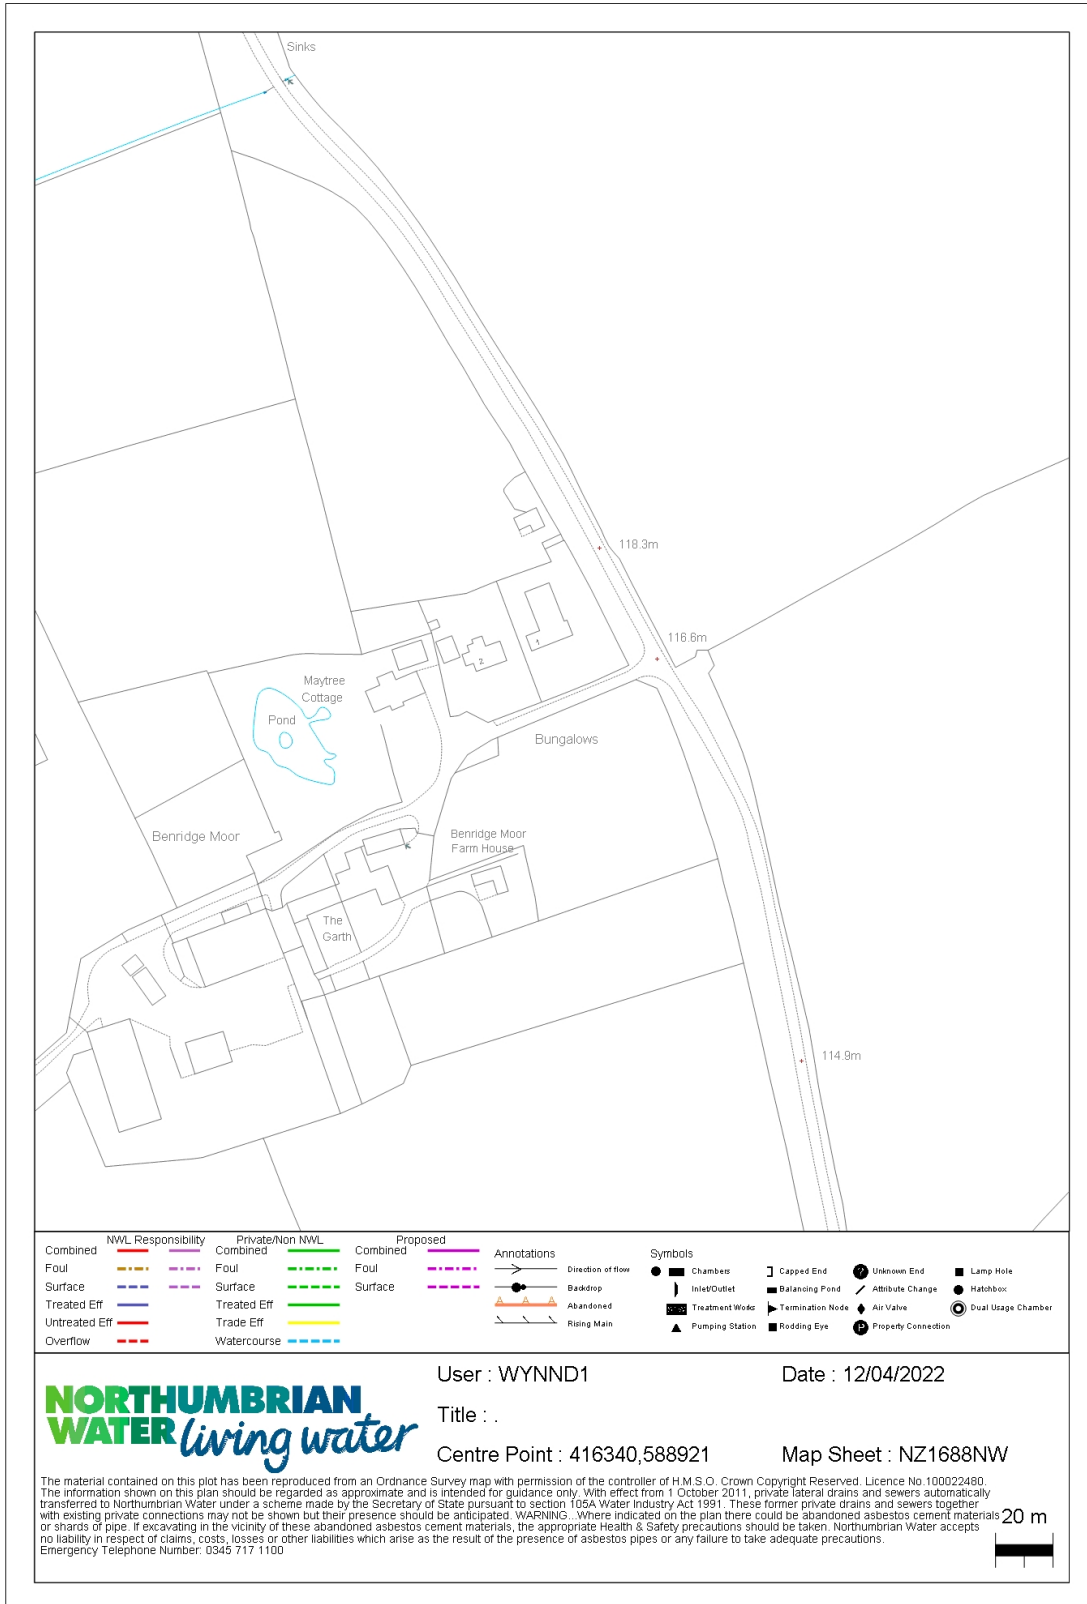 Sinks
118.3m
116.6m
1
2
Maytree
Cottage
Pond
Bungalows
Benridge Moor
Benridge Moor
Farm House
The
Garth
114.9m
NWL Responsibility
Private/Non NWL
Proposed
Combined
Combined
Combined
Foul
Foul
Foul
Surface
Surface
Surface
Treated Eff
Treated Eff
Untreated Eff
Trade Eff
Overflow
Watercourse
Annotations
Direction of flow
Backdrop
Abandoned
Rising Main
Symbols
Chambers
Capped End
Unknown End
Lamp Hole
Inlet/Outlet
Balancing Pond
Attribute Change
Hatchbox
Treatment Works
Termination Node
Air Valve
Dual Usage Chamber
Pumping Station
Rodding Eye
Property Connection
NORTHUMBRIAN
WATER living water
User : WYNND1
Date : 12/04/2022
Title : .
Centre Point : 416340,588921
Map Sheet : NZ1688NW
The material contained on this plot has been reproduced from an Ordnance Survey map with permission of the controller of H.M.S.O. Crown Copyright Reserved. Licence No.100022480.
The information shown on this plan should be regarded as approximate and is intended for guidance only. With effect from 1 October 2011, private lateral drains and sewers automatically
transferred to Northumbrian Water under a scheme made by the Secretary of State pursuant to section 105A Water Industry Act 1991. These former private drains and sewers together
with existing private connections may not be shown but their presence should be anticipated. WARNING...Where indicated on the plan there could be abandoned asbestos cement materials
or shards of pipe. If excavating in the vicinity of these abandoned asbestos cement materials, the appropriate Health & Safety precautions should be taken. Northumbrian Water accepts
no liability in respect of claims, costs, losses or other liabilities which arise as the result of the presence of asbestos pipes or any failure to take adequate precautions.
Emergency Telephone Number: 0345 717 1100
20 m